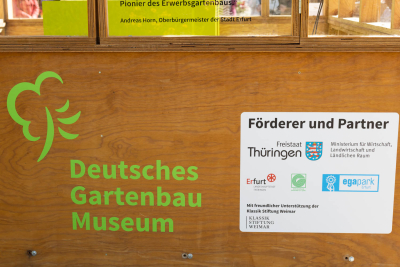 Pionier des Erwerbsgartenbaus
Andreas Horn, Oberbürgermeister der Stadt Erfurt
Deutsches
Gartenbau
Museum
Förderer und Partner
Freistaat
Thüringen
Ministerium für Wirtschaft,
Landwirtschaft und
Ländlichen Raum
Erfurt
egapark
Mit freundlicher Unterstützung der
Klassik Stiftung Weimar
KLASSIK
STIFTUNG
WEIMAR